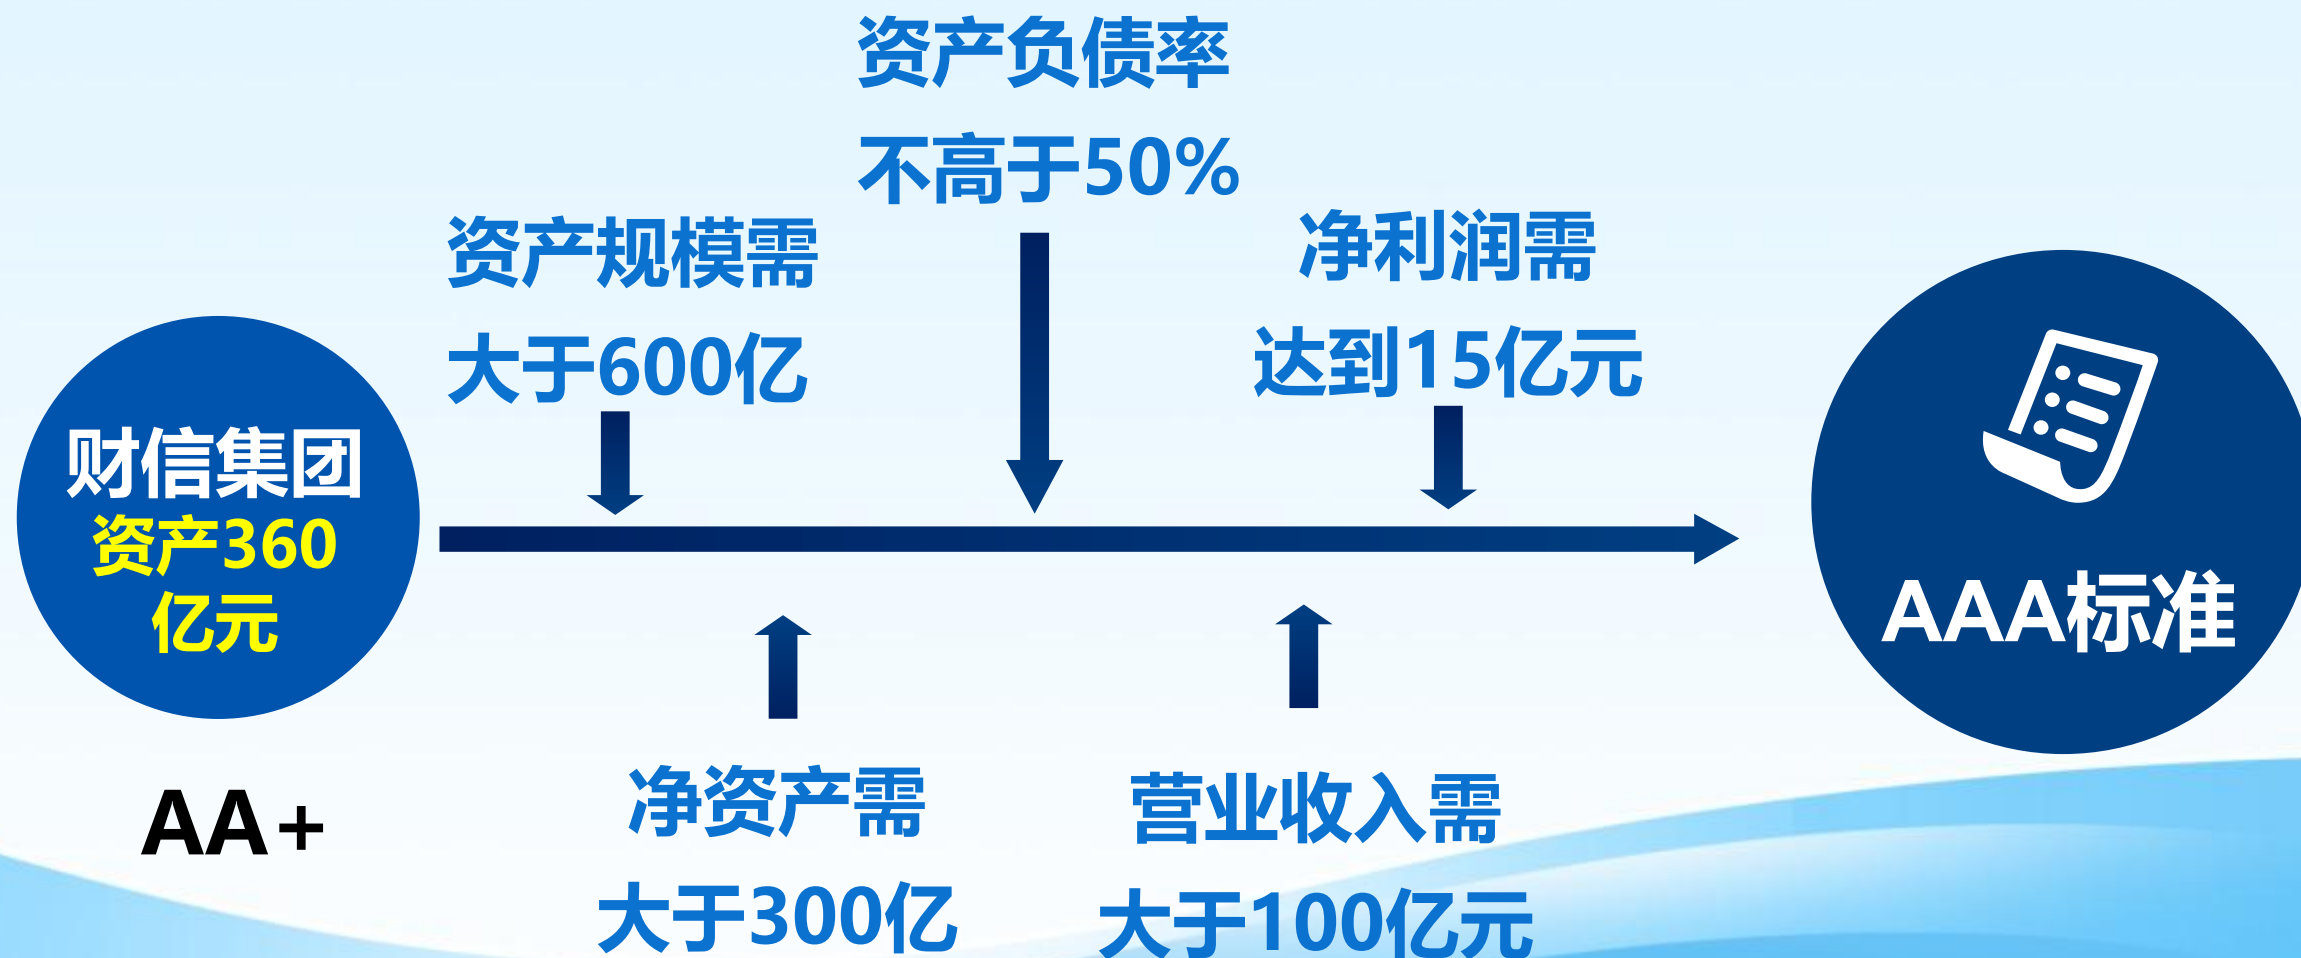 资产负债率
不高于50%
资产规模需
大于600亿
净利润需
达到15亿元
财信集团
资产360
亿元
AAA标准
AA+
净资产需
大于300亿
营业收入需
大于100亿元